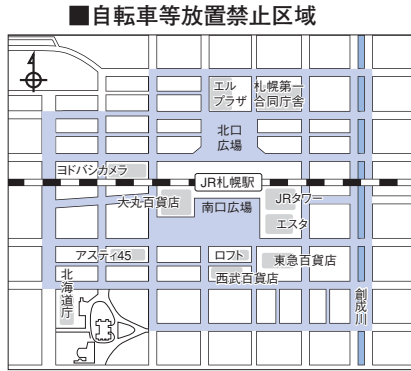 ■自転車等放置禁止区域
エル
プラザ
札幌第一
合同庁舎
北口
広場
ヨドバシカメラ
JR札幌駅
大丸百貨店
南口広場
JRタワー
エスタ
アスティ45
ロフト
東急百貨店
西武百貨店
北海道庁
創成川